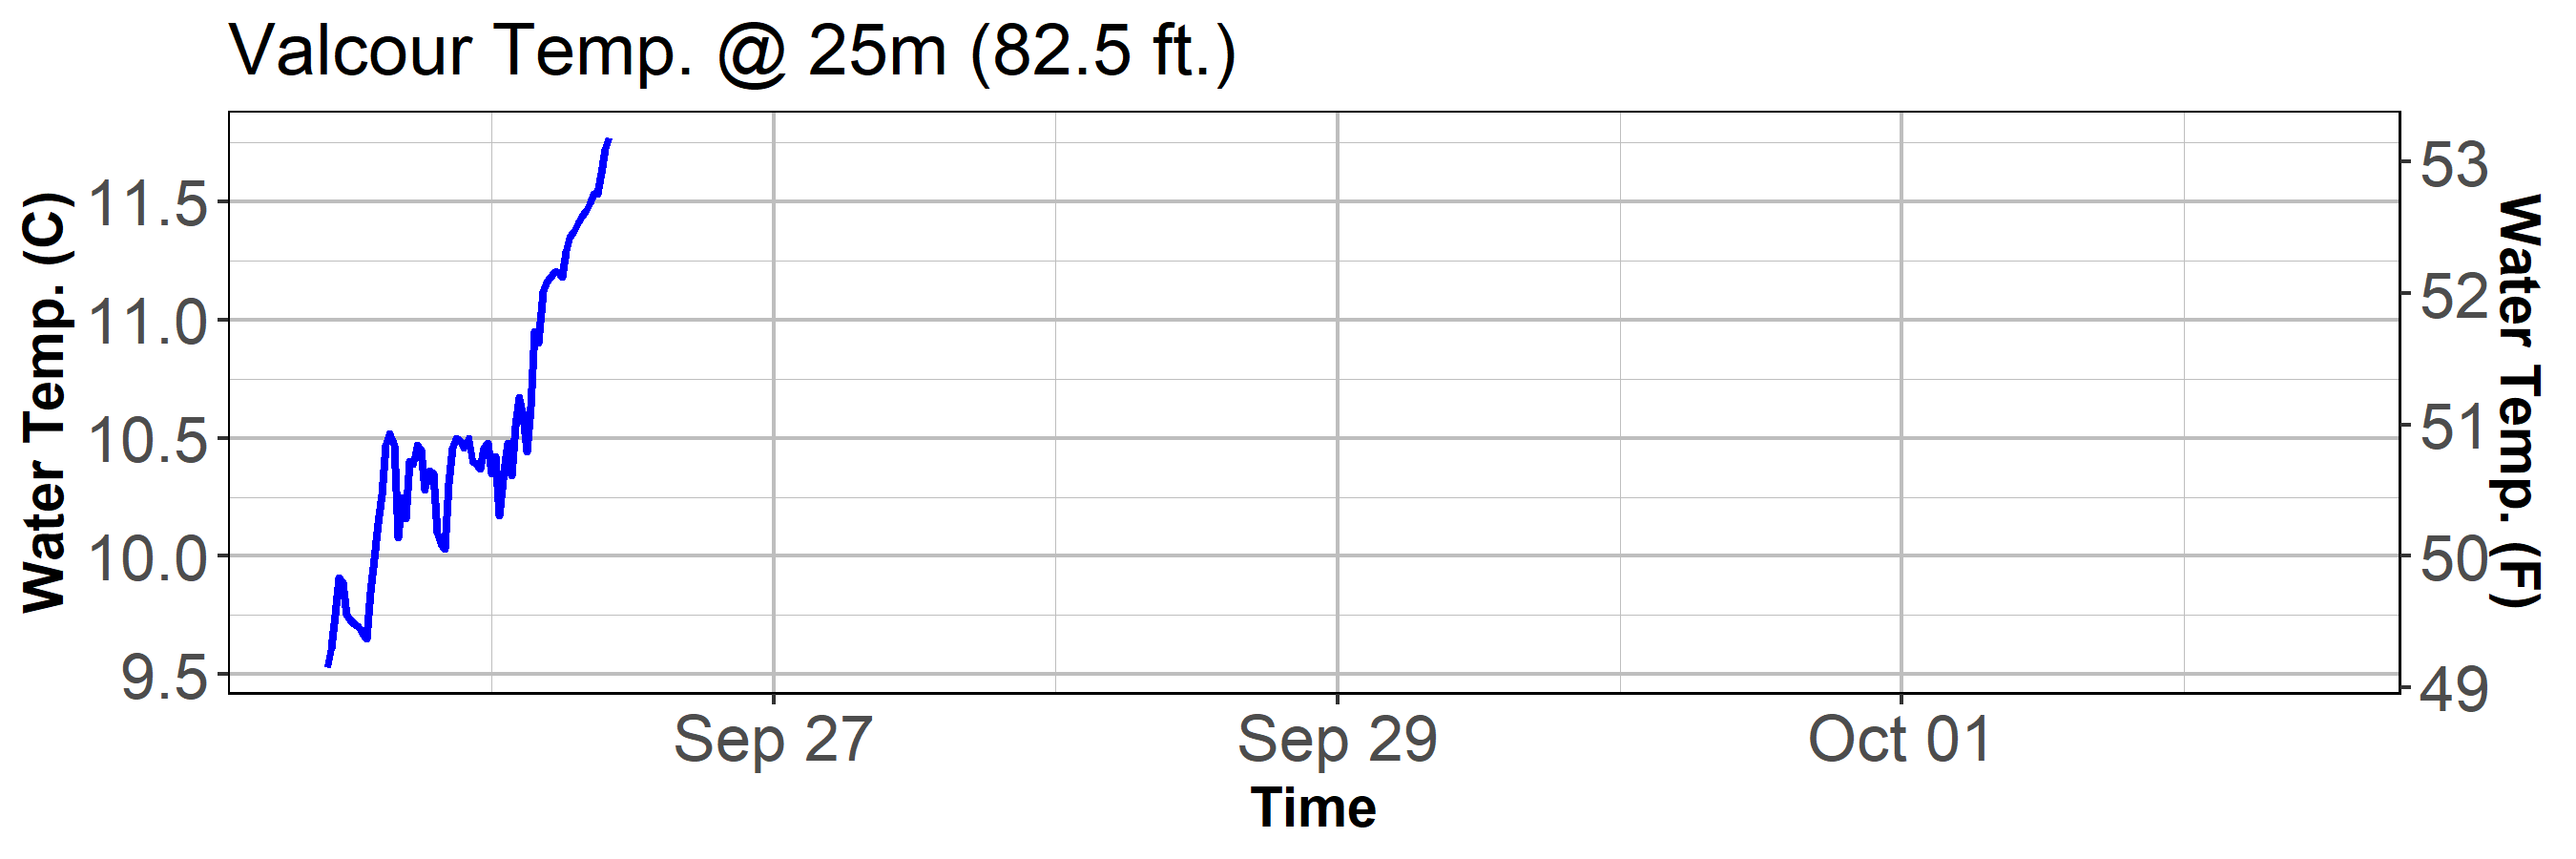 Valcour Temp. @ 25m (82.5 ft.)
Water Temp. (C)
11.5
11.0
10.5
10.0
9.5
53
52
51
50
49
Water Temp. (F)
Sep 27 Sep 29 Oct 01
Time